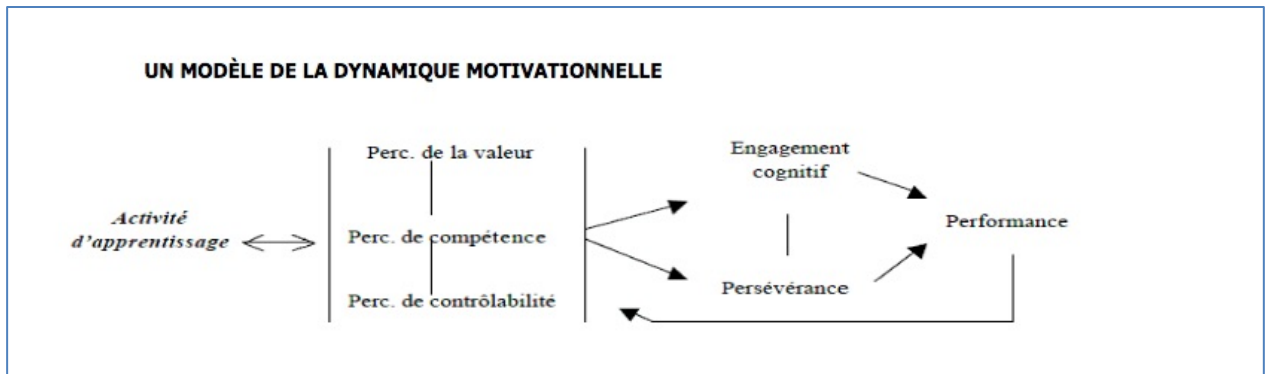 UN MODÈLE DE LA DYNAMIQUE MOTIVATIONNELLE
Activité
d'apprentissage
Perc. de la valeur
Perc. de compétence
Perc. de contrôlabilité
Engagement
cognitif
Persévérance
Performance